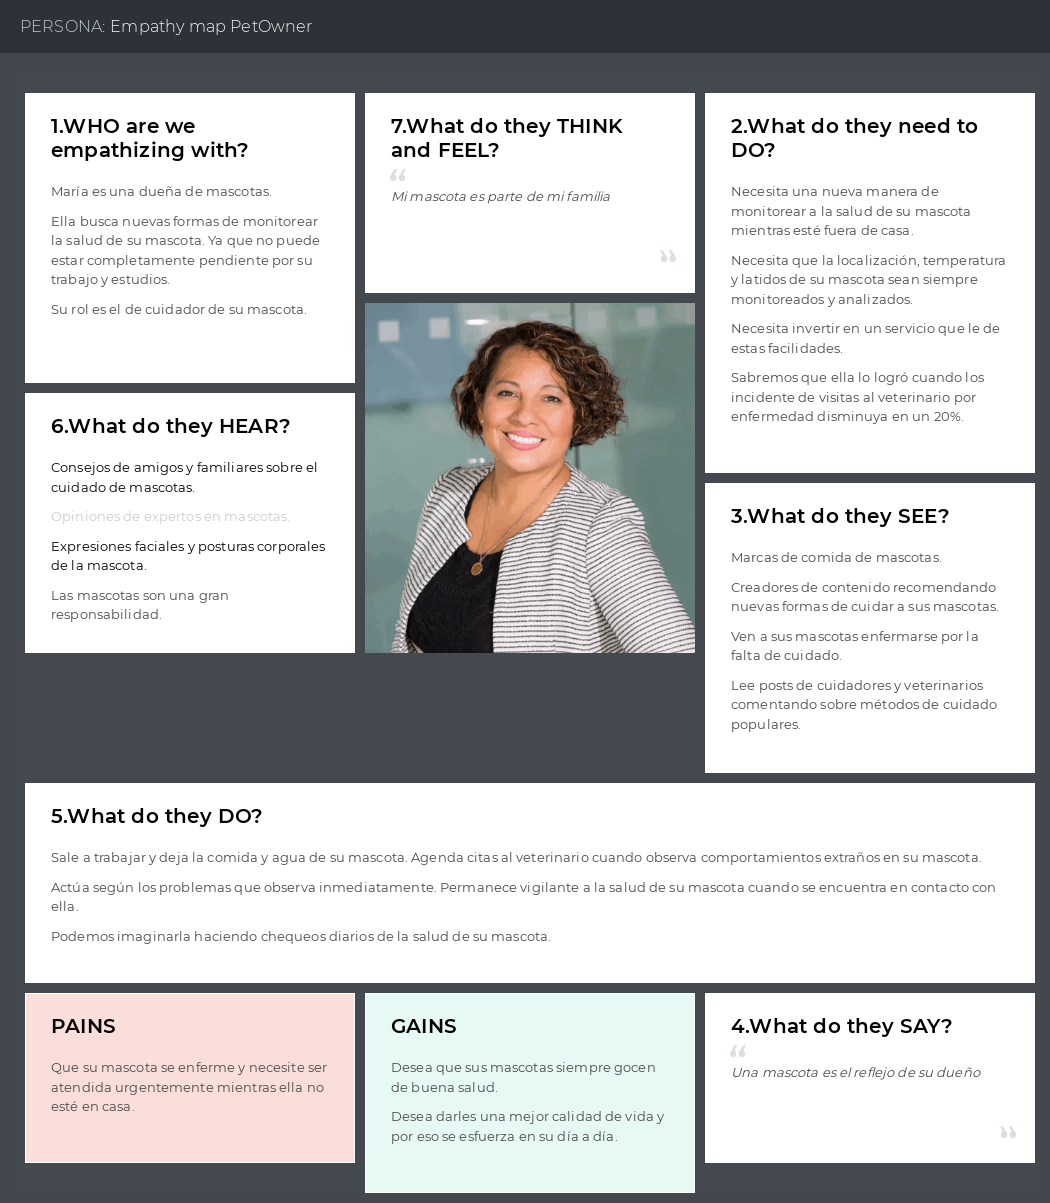 PERSONA: Empathy map PetOwner
1.WHO are we
empathizing with?
María es una dueña de mascotas.
Ella busca nuevas formas de monitorear
la salud de su mascota. Ya que no puede
estar completamente pendiente por su
trabajo y estudios.
Su rol es el de cuidador de su mascota.
7.What do they THINK
and FEEL?
“
Mi mascota es parte de mi familia
”
2.What do they need to
DO?
Necesita una nueva manera de
monitorear a la salud de su mascota
mientras esté fuera de casa.
Necesita que la localización, temperatura
y latidos de su mascota sean siempre
monitoreados y analizados.
Necesita invertir en un servicio que le de
estas facilidades.
Sabremos que ella lo logró cuando los
incidente de visitas al veterinario por
enfermedad disminuya en un 20%.
6.What do they HEAR?
Consejos de amigos y familiares sobre el
cuidado de mascotas.
Opiniones de expertos en mascotas.
Expresiones faciales y posturas corporales
de la mascota.
Las mascotas son una gran
responsabilidad.
3.What do they SEE?
Marcas de comida de mascotas.
Creadores de contenido recomendando
nuevas formas de cuidar a sus mascotas.
Ven a sus mascotas enfermarse por la
falta de cuidado.
Lee posts de cuidadores y veterinarios
comentando sobre métodos de cuidado
populares.
5.What do they DO?
Sale a trabajar y deja la comida y agua de su mascota. Agenda citas al veterinario cuando observa comportamientos extraños en su mascota.
Actúa según los problemas que observa inmediatamente. Permanece vigilante a la salud de su mascota cuando se encuentra en contacto con
ella.
Podemos imaginarla haciendo chequeos diarios de la salud de su mascota.
PAINS
Que su mascota se enferme y necesite ser
atendida urgentemente mientras ella no
esté en casa.
GAINS
Desea que sus mascotas siempre gocen
de buena salud.
Desea darles una mejor calidad de vida y
por eso se esfuerza en su día a día.
4.What do they SAY?
“
Una mascota es el reflejo de su dueño
”